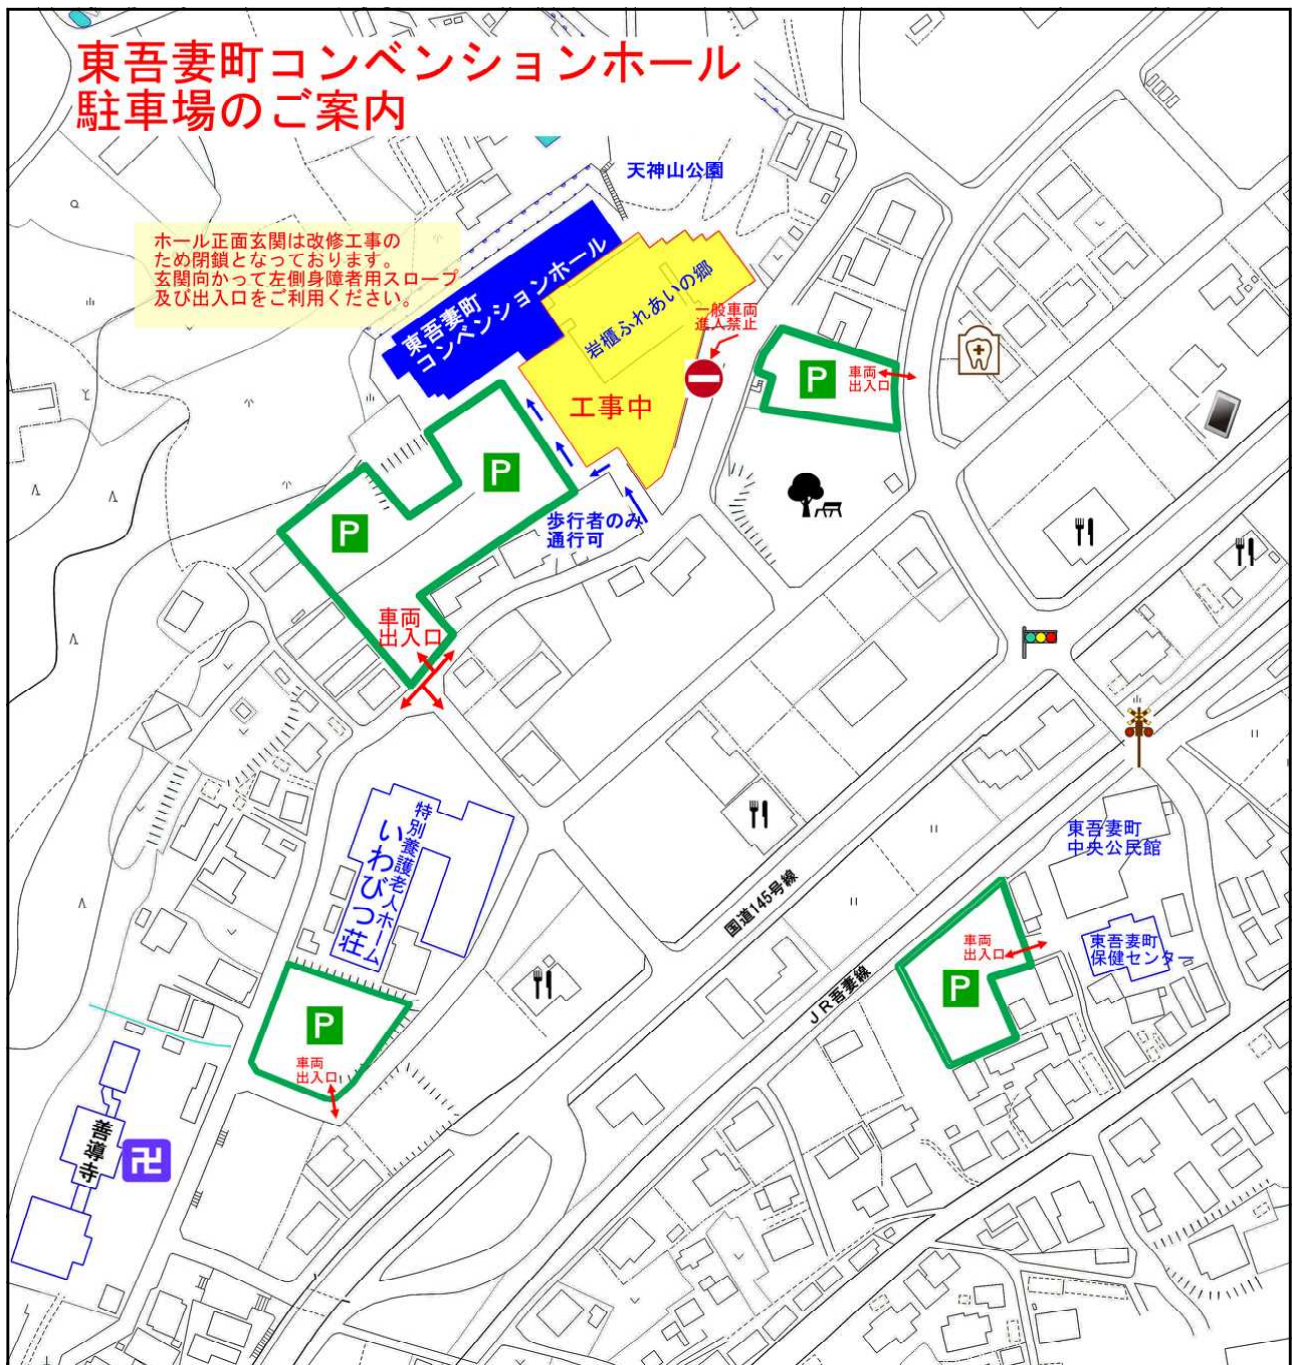 東吾妻町コンベンションホール
駐車場のご案内
天神山公園
ホール正面玄関は改修工事の
ため閉鎖となっております。
玄関向かって左側身障者用スロープ
及び出入口をご利用ください。
東吾妻町
コンベンションホール
岩櫃ふれあいの郷
一般車両
進入禁止
工事中
P
車両
出入口
P
P
歩行者のみ
通行可
車両
出入口
特別養護老人ホーム
いわびつ荘
国道145号線
JR吾妻線
東吾妻町
中央公民館
東吾妻町
保健センター
車両
出入口
P
P
車両
出入口
善導寺
卍